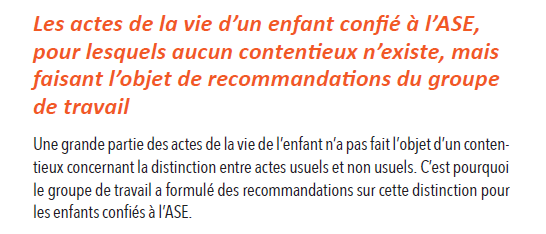 Les actes de la vie d’un enfant confié à l’ASE,
pour lesquels aucun contentieux n’existe, mais
faisant l’objet de recommandations du groupe
de travail
Une grande partie des actes de la vie de l’enfant n’a pas fait l’objet d’un conten-
tieux concernant la distinction entre actes usuels et non usuels. C’est pourquoi
le groupe de travail a formulé des recommandations sur cette distinction pour
les enfants confiés à l’ASE.